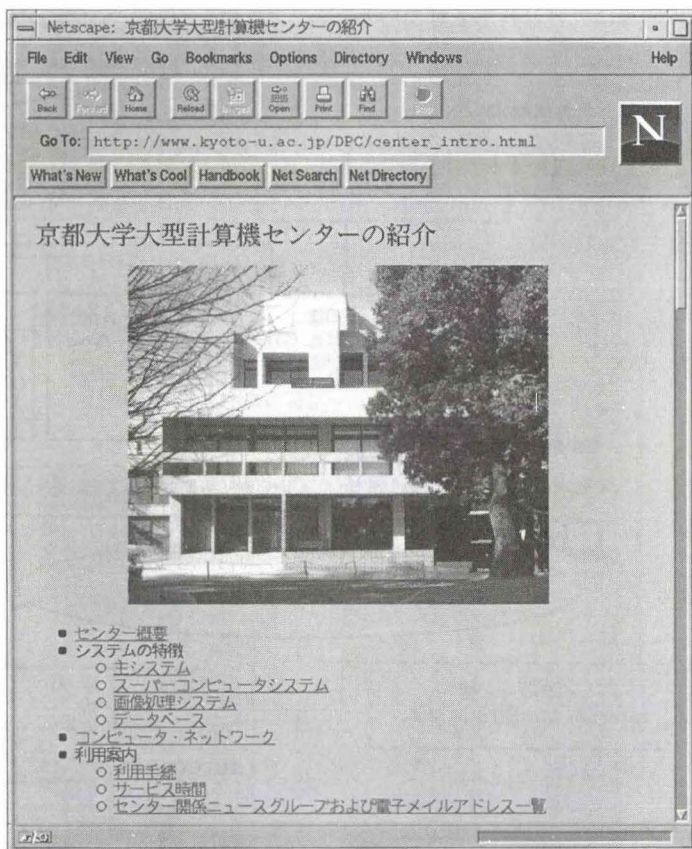 Netscape: 京都大学大型計算機センターの紹介
File Edit View Go Bookmarks Options Directory Windows Help
Back Forward Home Reload Images Open Print Find Stop
Go To: http://www.kyoto-u.ac.jp/DPC/center_intro.html
N
What's New What's Cool Handbook Net Search Net Directory
京都大学大型計算機センターの紹介
センター概要
システムの特徴
主システム
スーパーコンピュータシステム
画像処理システム
データベース
コンピュータ・ネットワーク
利用案内
利用手続
サービス時間
センター関係ニュースグループおよび電子メイルアドレス一覧